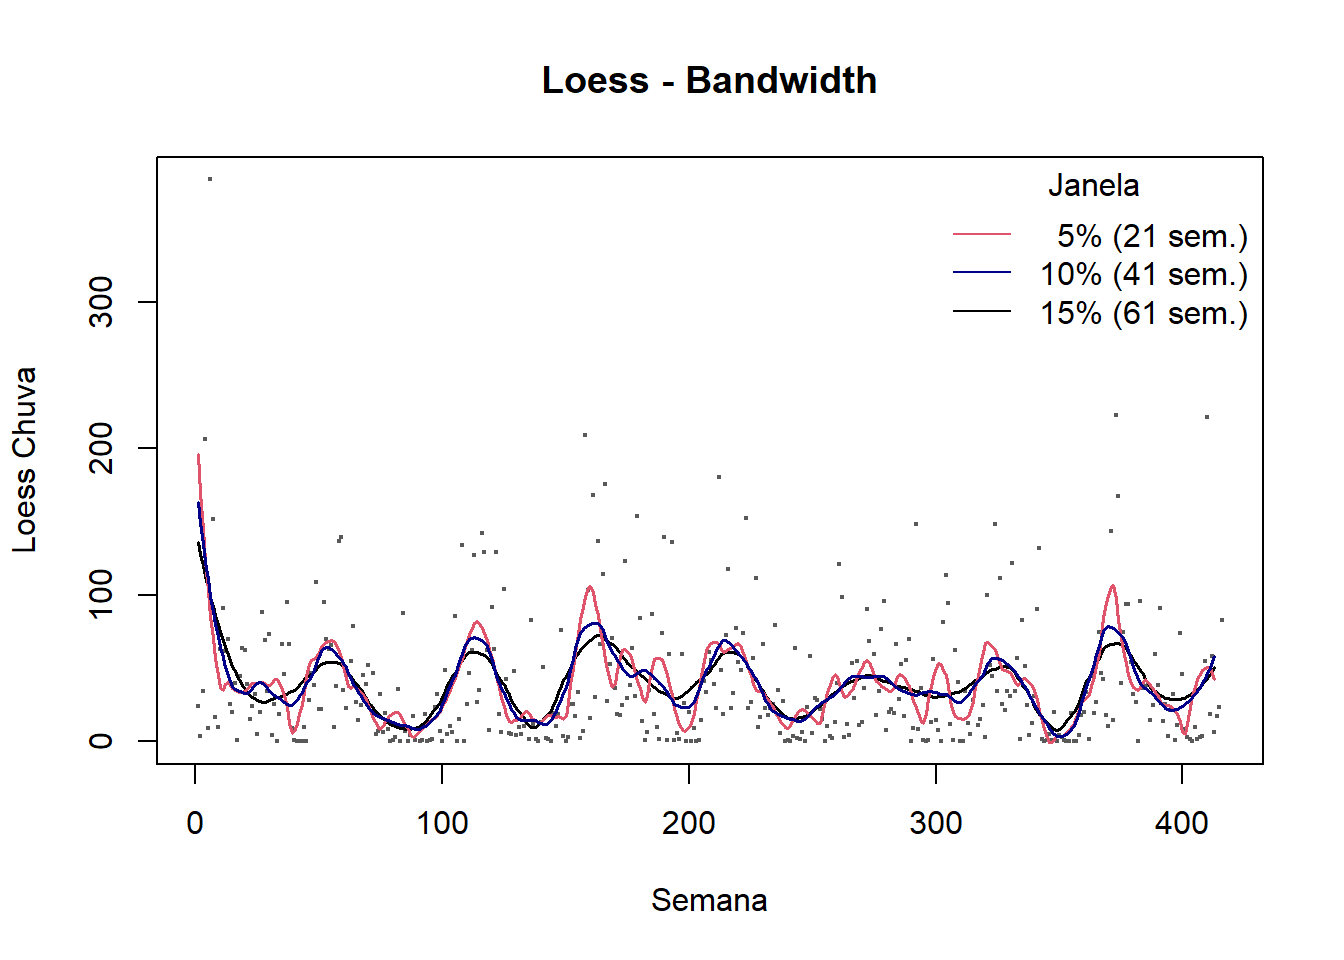 Loess - Bandwidth
Janela
5% (21 sem.)
10% (41 sem.)
15% (61 sem.)
Loess Chuva
300
200
100
0
0 100 200 300 400
Semana